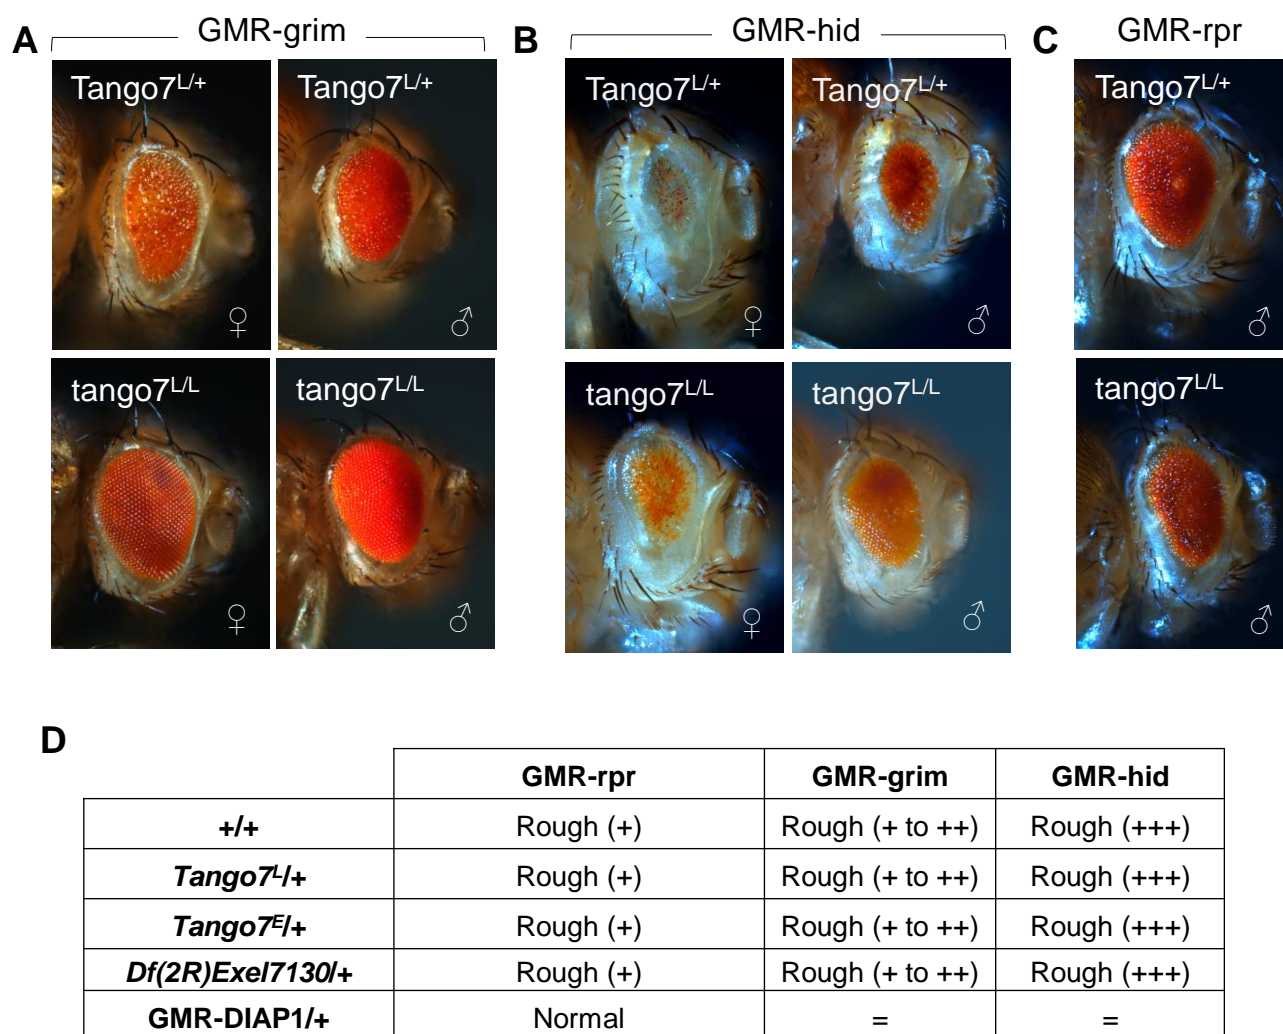 A GMR-grim B GMR-hid C GMR-rpr
Tango7L/+ Tango7L/+ Tango7L/+ Tango7L/+ Tango7L/+
♀ ♂ ♀ ♂ ♂
tango7L/L tango7L/L tango7L/L tango7L/L tango7L/L
♀ ♂ ♀ ♂ ♂
D
GMR-rpr GMR-grim GMR-hid
+/+ Rough (+) Rough (+ to ++) Rough (+++)
Tango7L/+ Rough (+) Rough (+ to ++) Rough (+++)
Tango7E/+ Rough (+) Rough (+ to ++) Rough (+++)
Df(2R)Exel7130/+ Rough (+) Rough (+ to ++) Rough (+++)
GMR-DIAP1/+ Normal = =